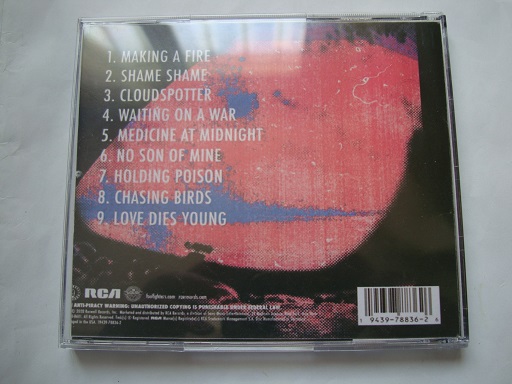 1. MAKING A FIRE
2. SHAME SHAME
3. CLOUDSPOTTER
4. WAITING ON A WAR
5. MEDICINE AT MIDNIGHT
6. NO SON OF MINE
7. HOLDING POISON
8. CHASING BIRDS
9. LOVE DIES YOUNG
RCA foofighters.com rcarecords.com
ANTI-PIRACY WARNING: UNAUTHORIZED COPYING IS PUNISHABLE UNDER FEDERAL LAW.
1 9439-78836-2 6